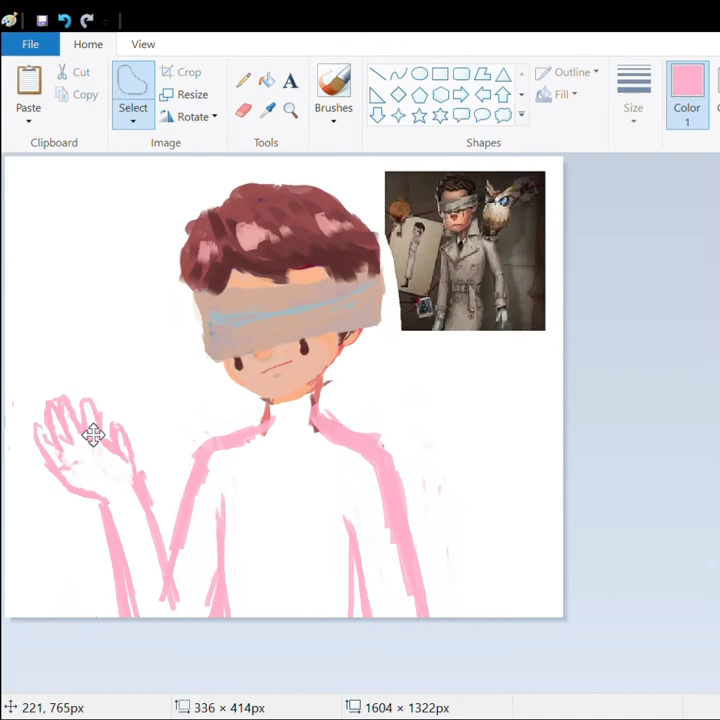 File Home View
Paste Cut Copy
Select Crop Resize Rotate
A
Brushes
Outline Fill
Size
Color 1
Clipboard Image Tools Shapes
221, 765px 336 × 414px 1604 × 1322px